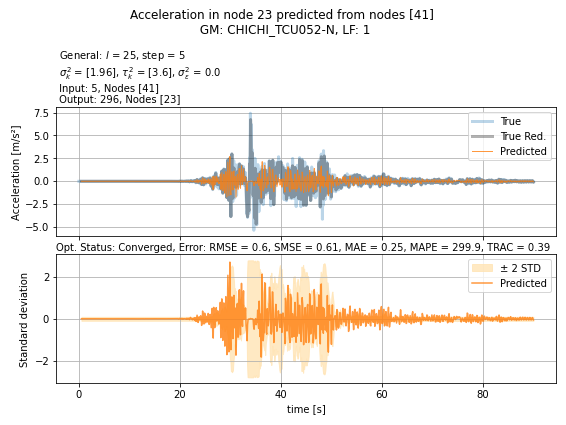 Acceleration in node 23 predicted from nodes [41]
GM: CHICHI_TCU052-N, LF: 1
General: l = 25, step = 5
σ²ₖ = [1.96], τ²ₖ = [3.6], σ²ε = 0.0
Input: 5, Nodes [41]
Output: 296, Nodes [23]
Acceleration [m/s²]
7.5
5.0
2.5
0.0
−2.5
−5.0
True
True Red.
Predicted
Opt. Status: Converged, Error: RMSE = 0.6, SMSE = 0.61, MAE = 0.25, MAPE = 299.9, TRAC = 0.39
Standard deviation
2
0
−2
± 2 STD
Predicted
0 20 40 60 80
time [s]